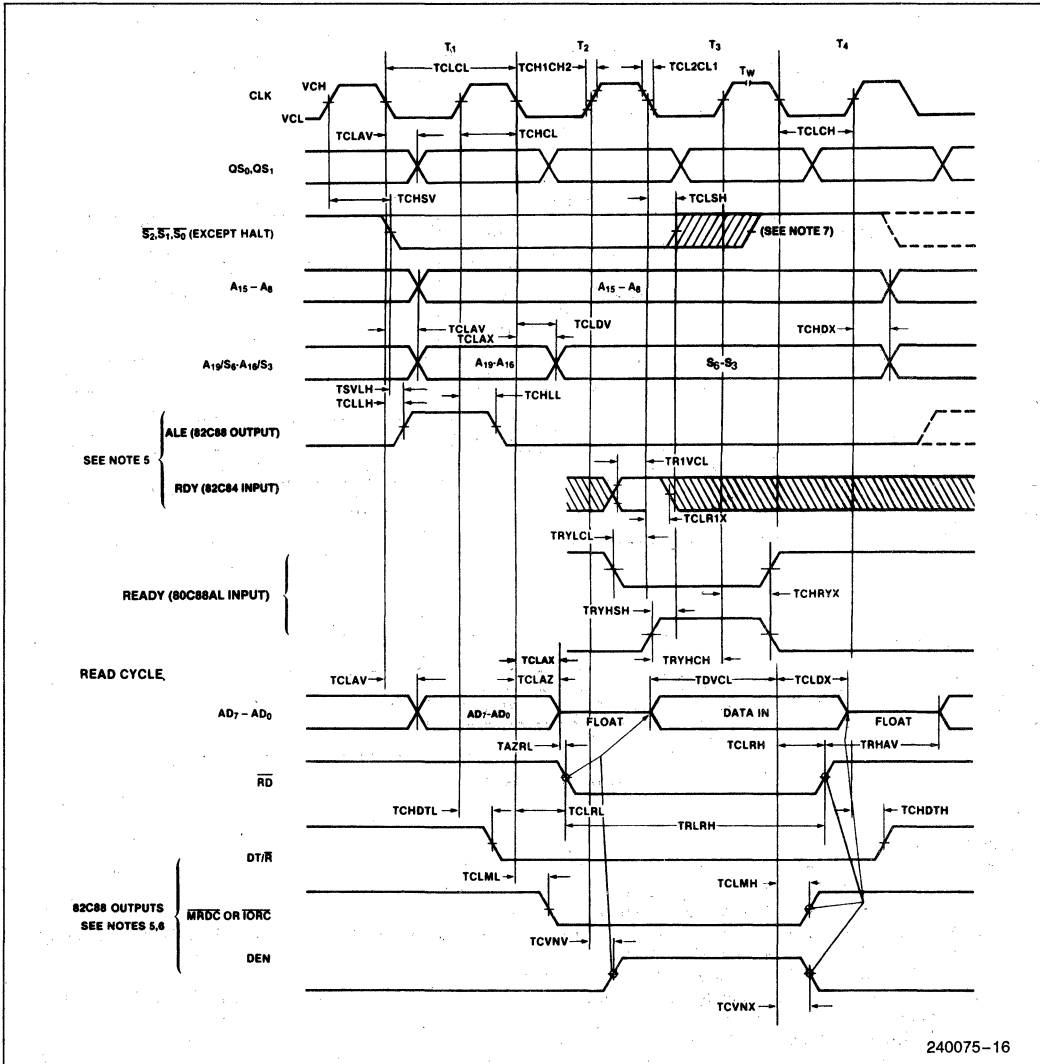 T1 T2 T3 T4
TCLCL TCH1CH2 TCL2CL1 TW
CLK VCH
VCL
TCLAV TCHCL TCLCH
QS0,QS1
TCHSV TCLSH
S2,S1,S0 (EXCEPT HALT) (SEE NOTE 7)
A15 – A8 A15 – A8
TCLAV TCLDV TCHDX
TCLAX
A19/S6-A16/S3 A19-A16 S6-S3
TSVLH TCHLL
TCLLH
ALE (82C88 OUTPUT)
SEE NOTE 5
TR1VCL
RDY (82C84 INPUT)
TCLR1X
TRYLCL
READY (80C88AL INPUT) TCHRYX
TRYHSH
TRYHCH
TCLAX
READ CYCLE
TCLAV TCLAZ TDVCL TCLDX
AD7 – AD0 AD7-AD0 FLOAT DATA IN FLOAT
TAZRL TCLRH TRHAV
RD
TCHDTL TCLRL TRLRH TCHDTH
DT/R
TCLML TCLMH
82C88 OUTPUTS
SEE NOTES 5,6
MRDC OR IORC
TCVNV
DEN
TCVNX
240075–16